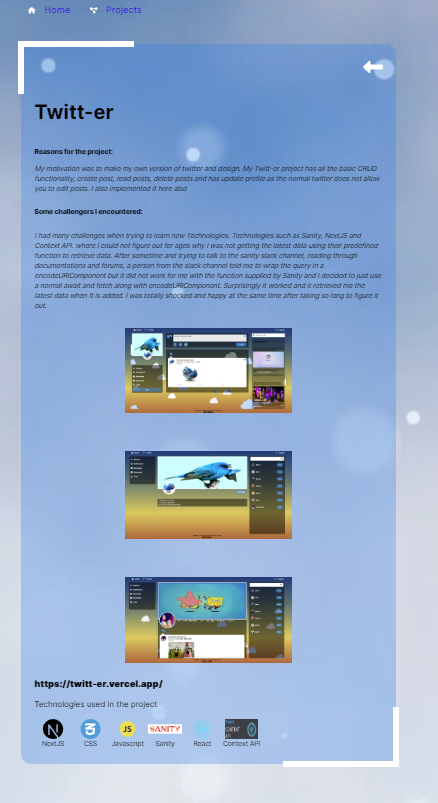 Home Projects
Twitt-er
Reasons for the project:
My motivation was to make my own version of twitter and design. My Twitt-er project has all the basic CRUD
functionality, create post, read posts, delete posts and has update profile as the normal twitter does not allow
you to edit posts. I also implemented it here also
Some challengers I encountered:
I had many challenges when trying to learn new Technologies. Technologies such as Sanity, NextJS and
Context API. where I could not figure out for ages why I was not getting the latest data using their predefined
function to retrieve data. After sometime and trying to talk to the sanity slack channel, reading through
documentations and forums, a person from the slack channel told me to wrap the query in a
encodeURIComponent but it did not work for me with the function supplied by Sanity and I decided to just use
a normal await and fetch along with encodeURIComponent. Surprisingly it worked and it retrieved me the
latest data when it is added. I was totally shocked and happy at the same time after taking so long to figure it
out.
https://twitt-er.vercel.app/
Technologies used in the project
N 3 JS SANITY CONTEXT API
NextJS CSS Javascript Sanity React Context API